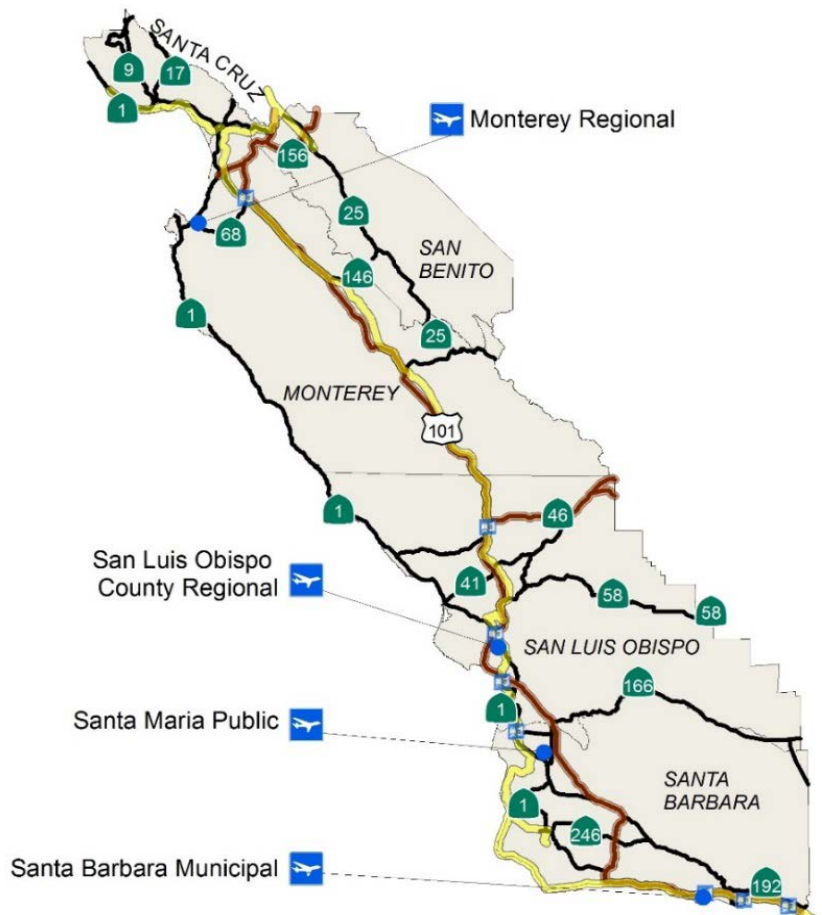 SANTA CRUZ
9
17
1
Monterey Regional
156
25
68
SAN
BENITO
146
1
25
MONTEREY
101
1
46
San Luis Obispo
County Regional
41
58
58
SAN LUIS OBISPO
166
Santa Maria Public
1
SANTA
BARBARA
1
246
Santa Barbara Municipal
192